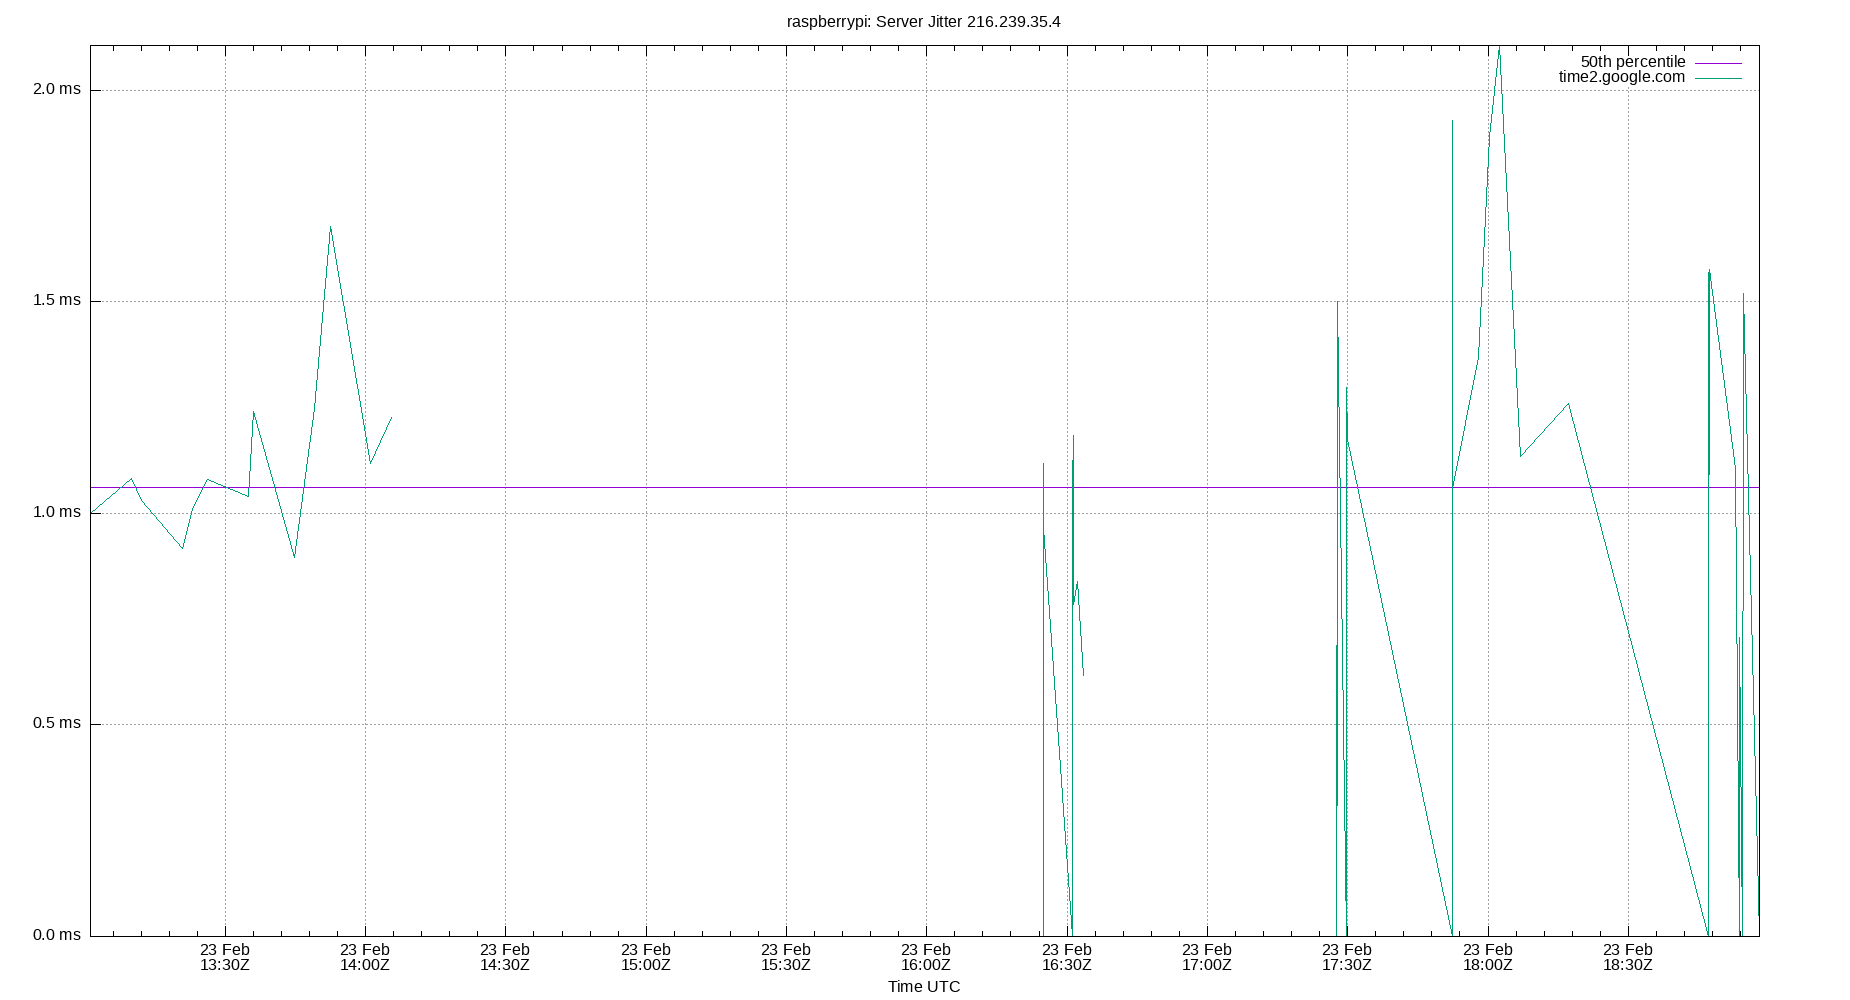 raspberrypi: Server Jitter 216.239.35.4
50th percentile
time2.google.com
2.0 ms
1.5 ms
1.0 ms
0.5 ms
0.0 ms
23 Feb 23 Feb 23 Feb 23 Feb 23 Feb 23 Feb 23 Feb 23 Feb 23 Feb 23 Feb 23 Feb
13:30Z 14:00Z 14:30Z 15:00Z 15:30Z 16:00Z 16:30Z 17:00Z 17:30Z 18:00Z 18:30Z
Time UTC